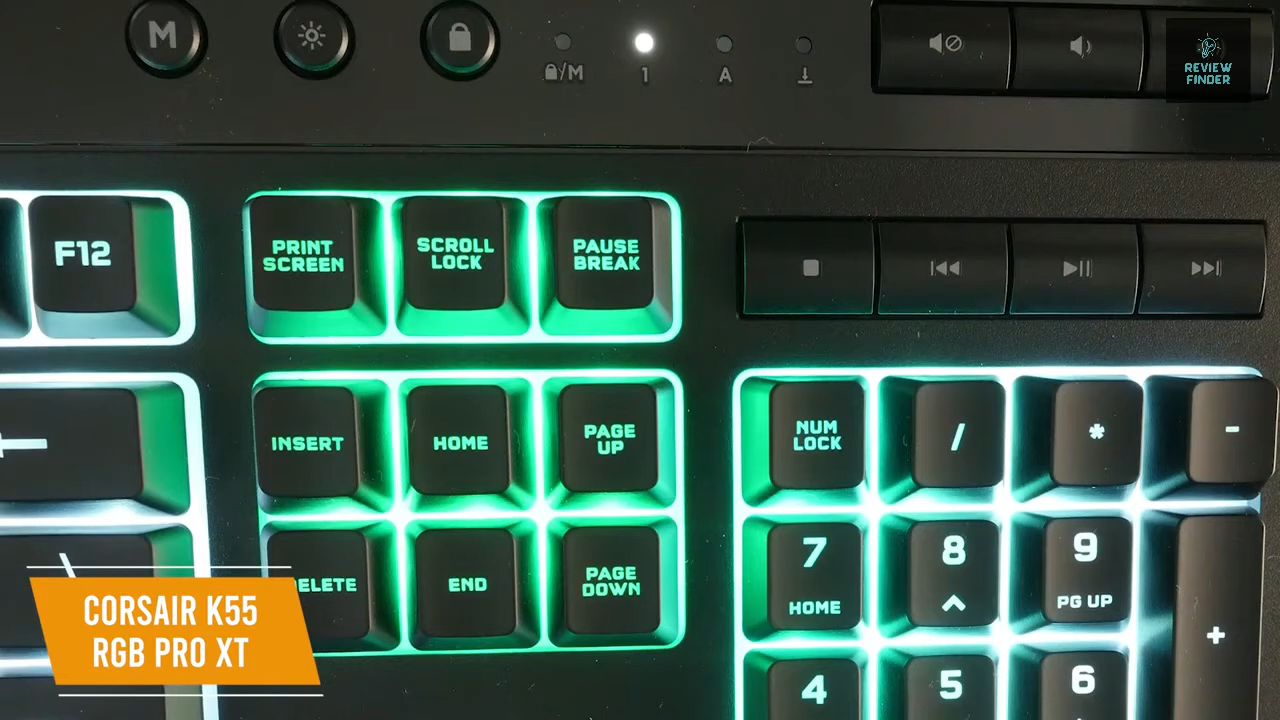 M
/M
1
A
REVIEW
FINDER
F12
PRINT
SCREEN
SCROLL
LOCK
PAUSE
BREAK
INSERT
HOME
PAGE
UP
NUM
LOCK
/
*
-
\
ELETE
END
PAGE
DOWN
7
HOME
8
9
PG UP
+
4
5
6
CORSAIR K55
RGB PRO XT